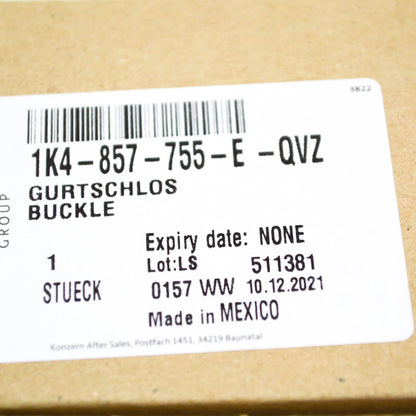 3822
1K4-857-755-E -QVZ
GURTSCHLOS
BUCKLE
GROUP
Expiry date: NONE
1 Lot:LS 511381
STUECK 0157 WW 10.12.2021
Made in MEXICO
Konzern After Sales, Postfach 1451, 34219 Baunatal